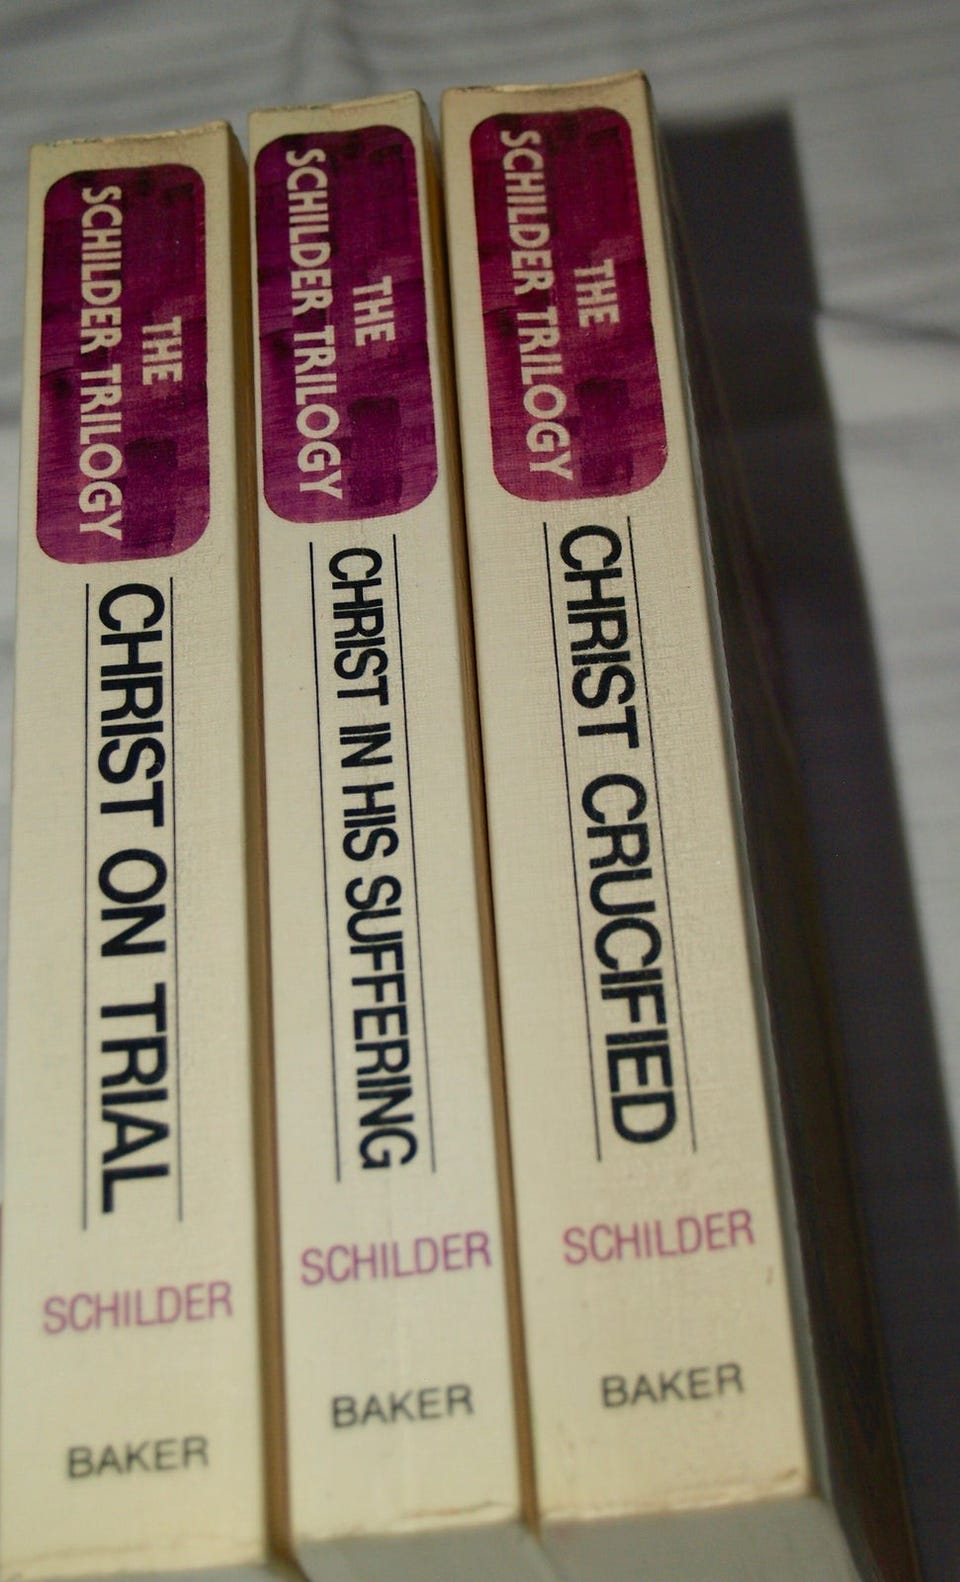 THE
SCHILDER TRILOGY
CHRIST ON TRIAL
SCHILDER
BAKER
THE
SCHILDER TRILOGY
CHRIST IN HIS SUFFERING
SCHILDER
BAKER
THE
SCHILDER TRILOGY
CHRIST CRUCIFIED
SCHILDER
BAKER